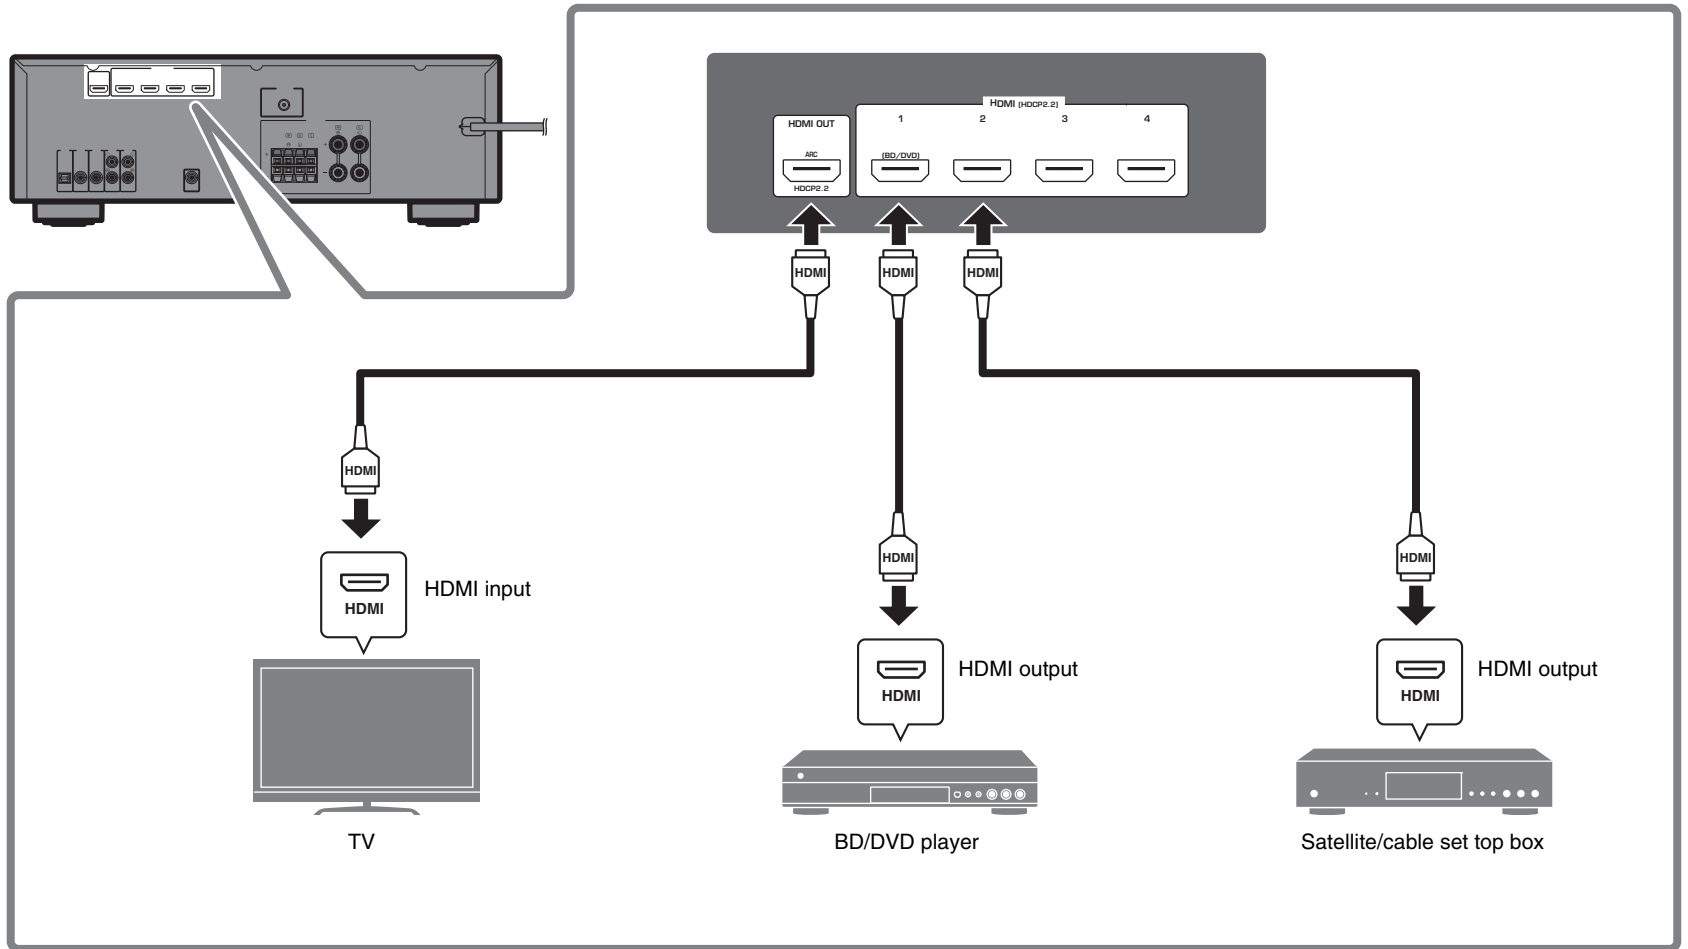 HDMI (HDCP2.2)
HDMI OUT
1
2
3
4
ARC
(BD/DVD)
HDCP2.2
HDMI
HDMI
HDMI
HDMI
HDMI
HDMI
HDMI
HDMI input
HDMI
HDMI output
HDMI
HDMI output
TV
BD/DVD player
Satellite/cable set top box